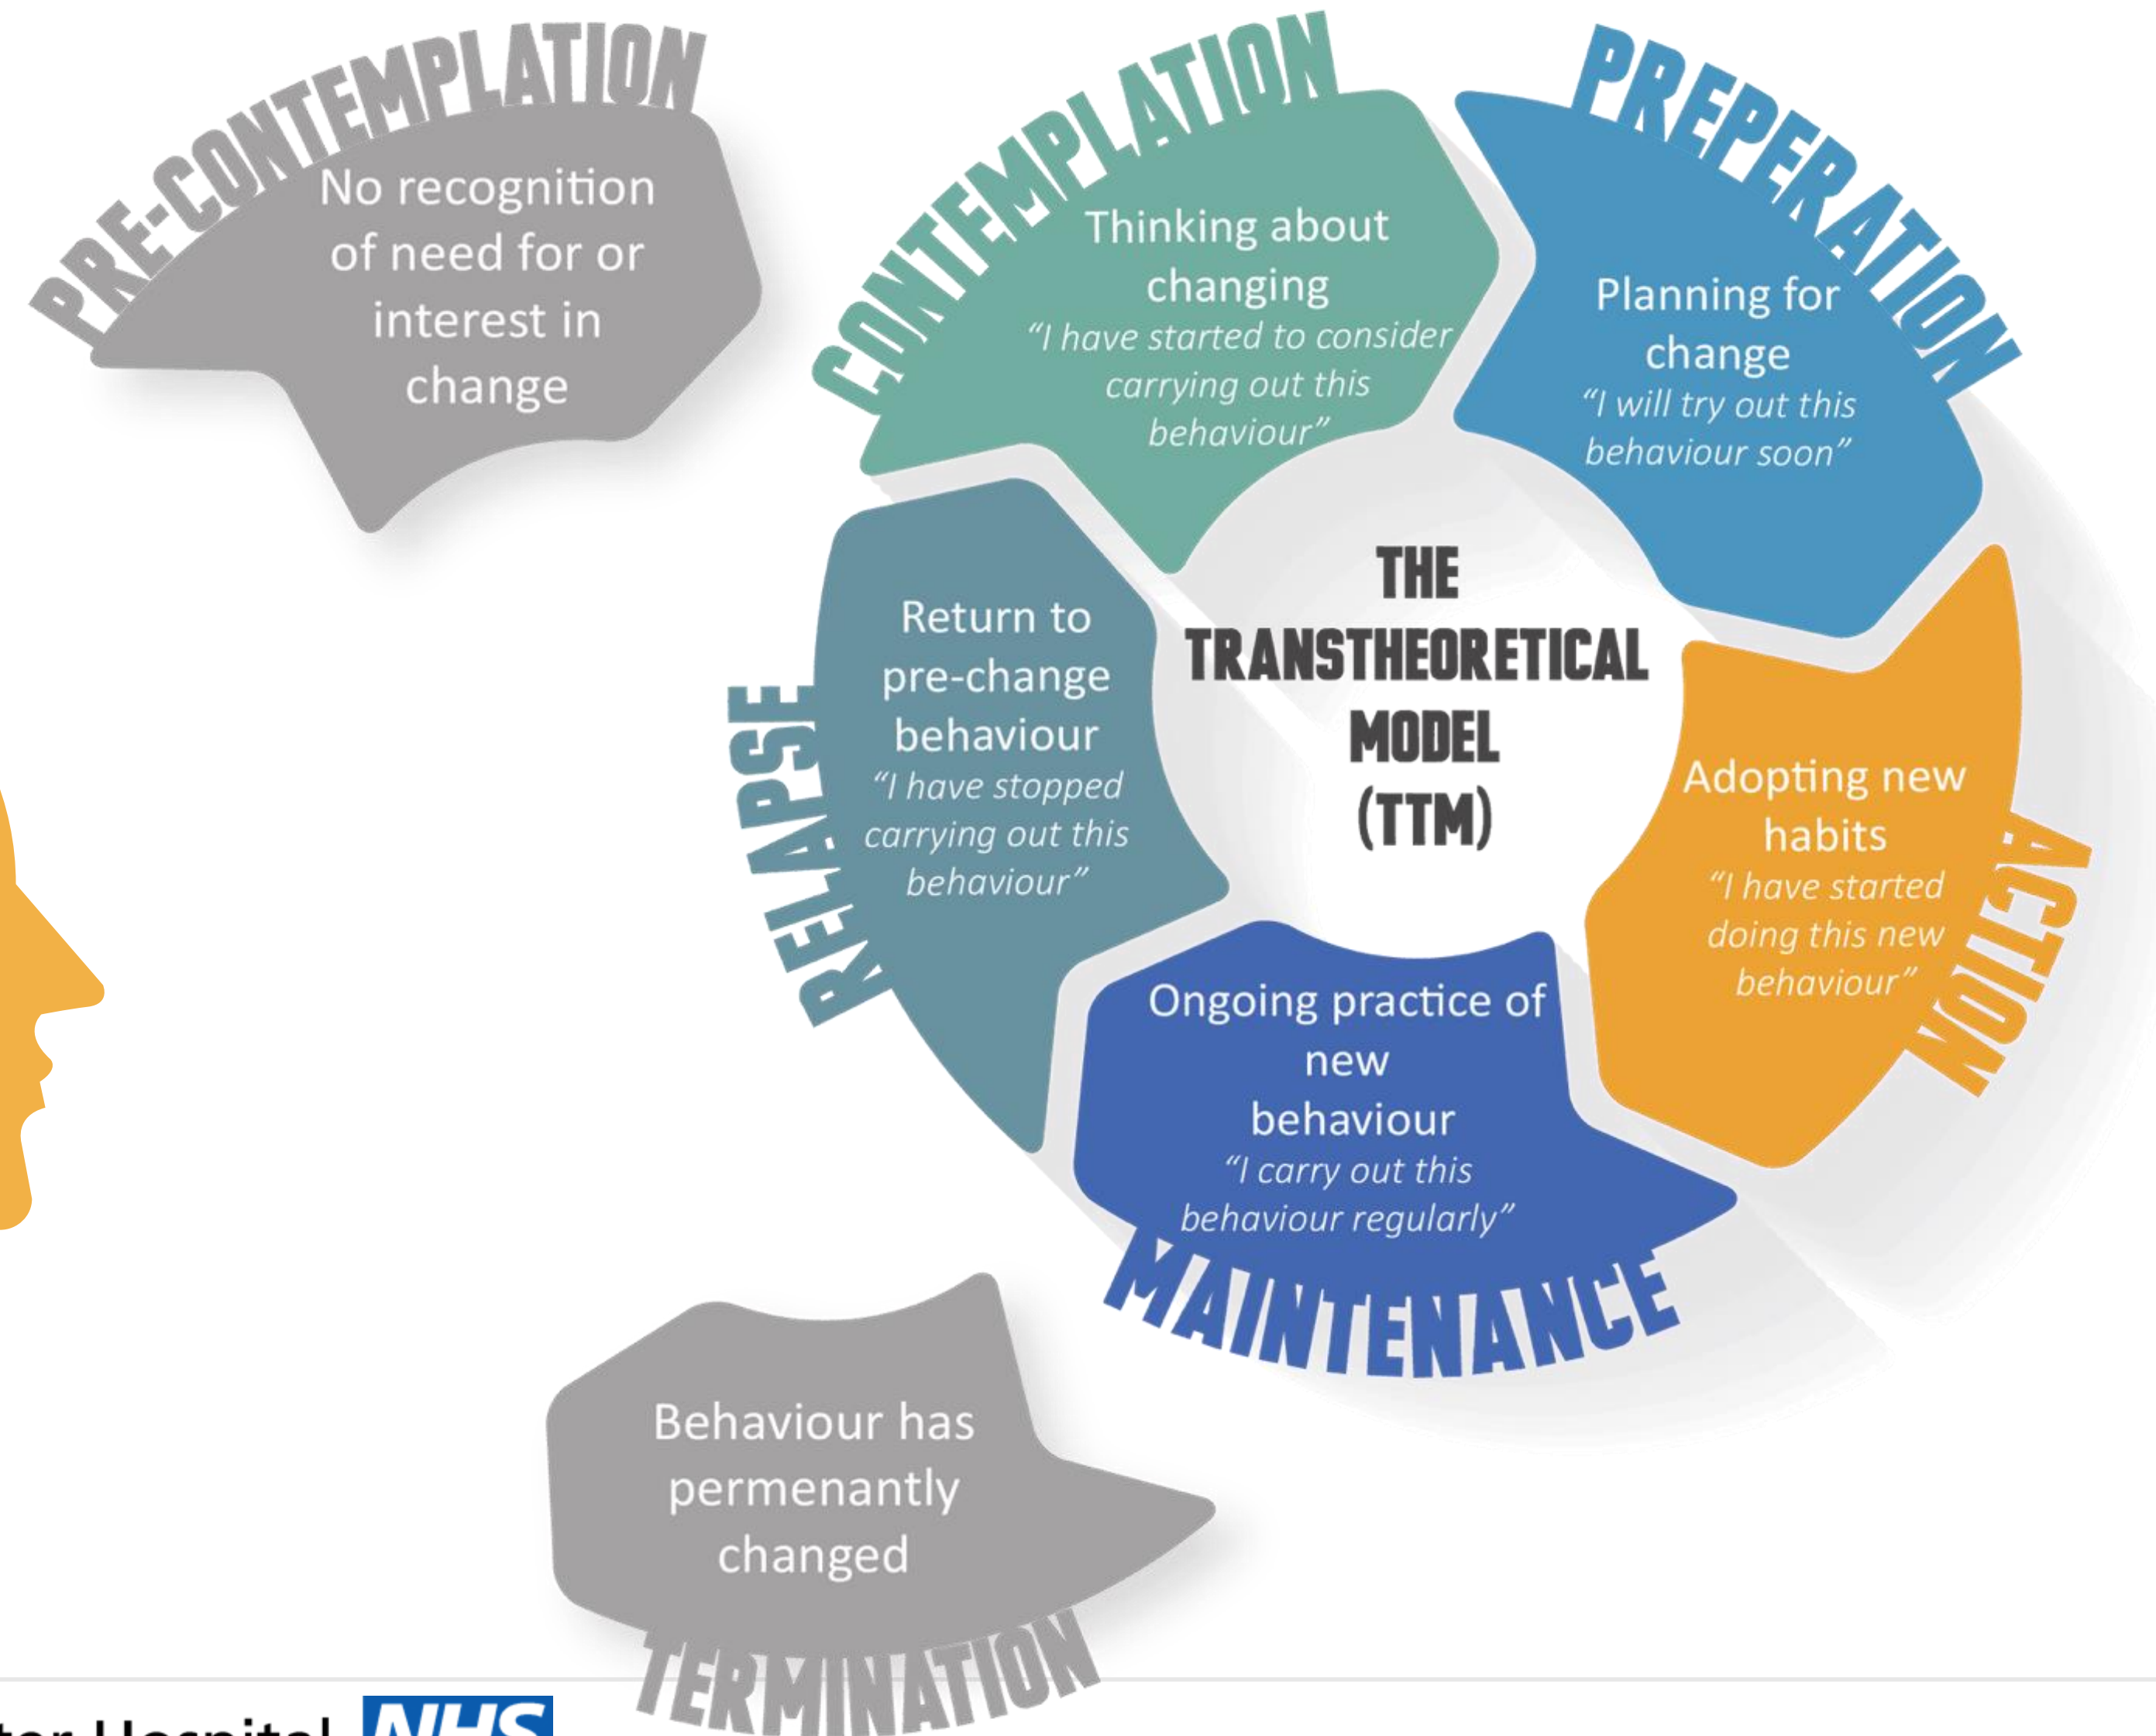 PRE-CONTEMPLATION
No recognition
of need for or
interest in
change
CONTEMPLATION
Thinking about
changing
“I have started to consider
carrying out this
behaviour”
PREPERATION
Planning for
change
“I will try out this
behaviour soon”
THE
TRANSTHEORETICAL
MODEL
(TTM)
ACTION
Adopting new
habits
“I have started
doing this new
behaviour”
MAINTENANCE
Ongoing practice of
new
behaviour
“I carry out this
behaviour regularly”
RELAPSE
Return to
pre-change
behaviour
“I have stopped
carrying out this
behaviour”
TERMINATION
Behaviour has
permenantly
changed
Hospital NHS